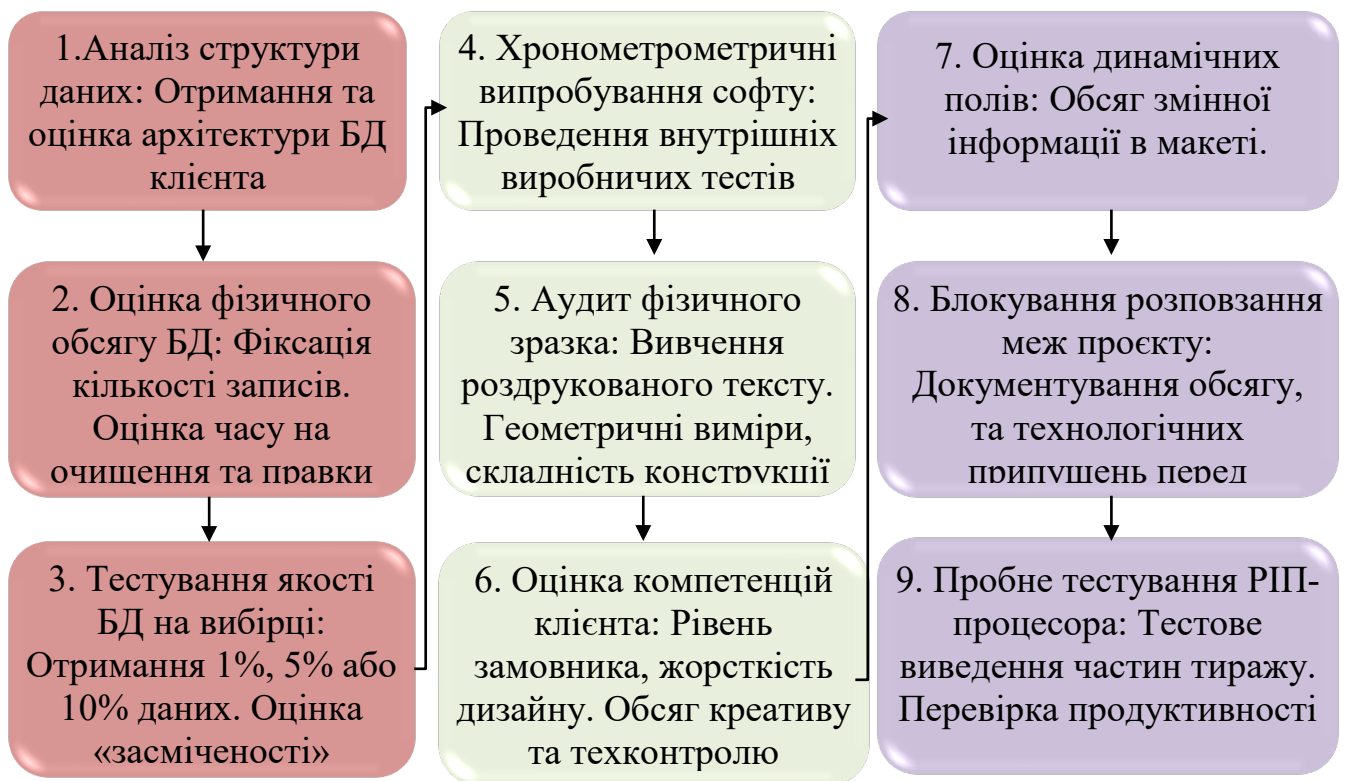 1.Аналіз структури
даних: Отримання та
оцінка архітектури БД
клієнта
2. Оцінка фізичного
обсягу БД: Фіксація
кількості записів.
Оцінка часу на
очищення та правки
3. Тестування якості
БД на вибірці:
Отримання 1%, 5% або
10% даних. Оцінка
«засміченості»
4. Хронометрометричні
випробування софту:
Проведення внутрішніх
виробничих тестів
5. Аудит фізичного
зразка: Вивчення
роздрукованого тексту.
Геометричні виміри,
складність конструкції
6. Оцінка компетенцій
клієнта: Рівень
замовника, жорсткість
дизайну. Обсяг креативу
та техконтролю
7. Оцінка динамічних
полів: Обсяг змінної
інформації в макеті.
8. Блокування розповзання
меж проєкту:
Документування обсягу,
та технологічних
припущень перед
9. Пробне тестування РІП-
процесора: Тестове
виведення частин тиражу.
Перевірка продуктивності